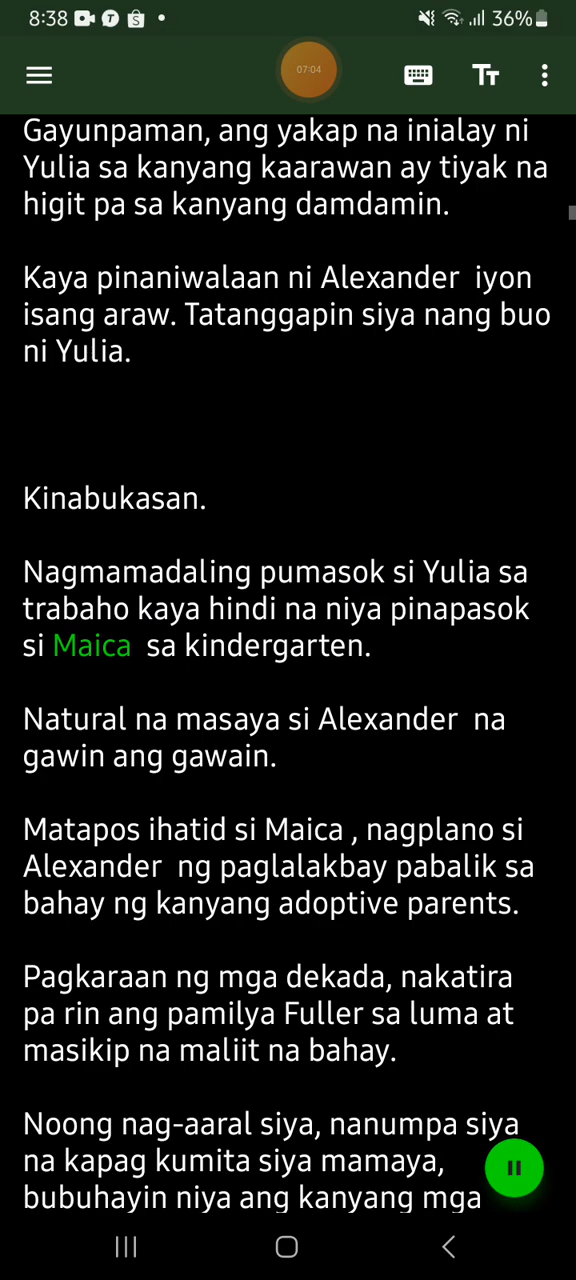 8:38
36%
07:04
Gayunpaman, ang yakap na inialay ni
Yulia sa kanyang kaarawan ay tiyak na
higit pa sa kanyang damdamin.
Kaya pinaniwalaan ni Alexander  iyon
isang araw. Tatanggapin siya nang buo
ni Yulia.
Kinabukasan.
Nagmamadaling pumasok si Yulia sa
trabaho kaya hindi na niya pinapasok
si Maica  sa kindergarten.
Natural na masaya si Alexander  na
gawin ang gawain.
Matapos ihatid si Maica , nagplano si
Alexander  ng paglalakbay pabalik sa
bahay ng kanyang adoptive parents.
Pagkaraan ng mga dekada, nakatira
pa rin ang pamilya Fuller sa luma at
masikip na maliit na bahay.
Noong nag-aaral siya, nanumpa siya
na kapag kumita siya mamaya,
bubuhayin niya ang kanyang mga